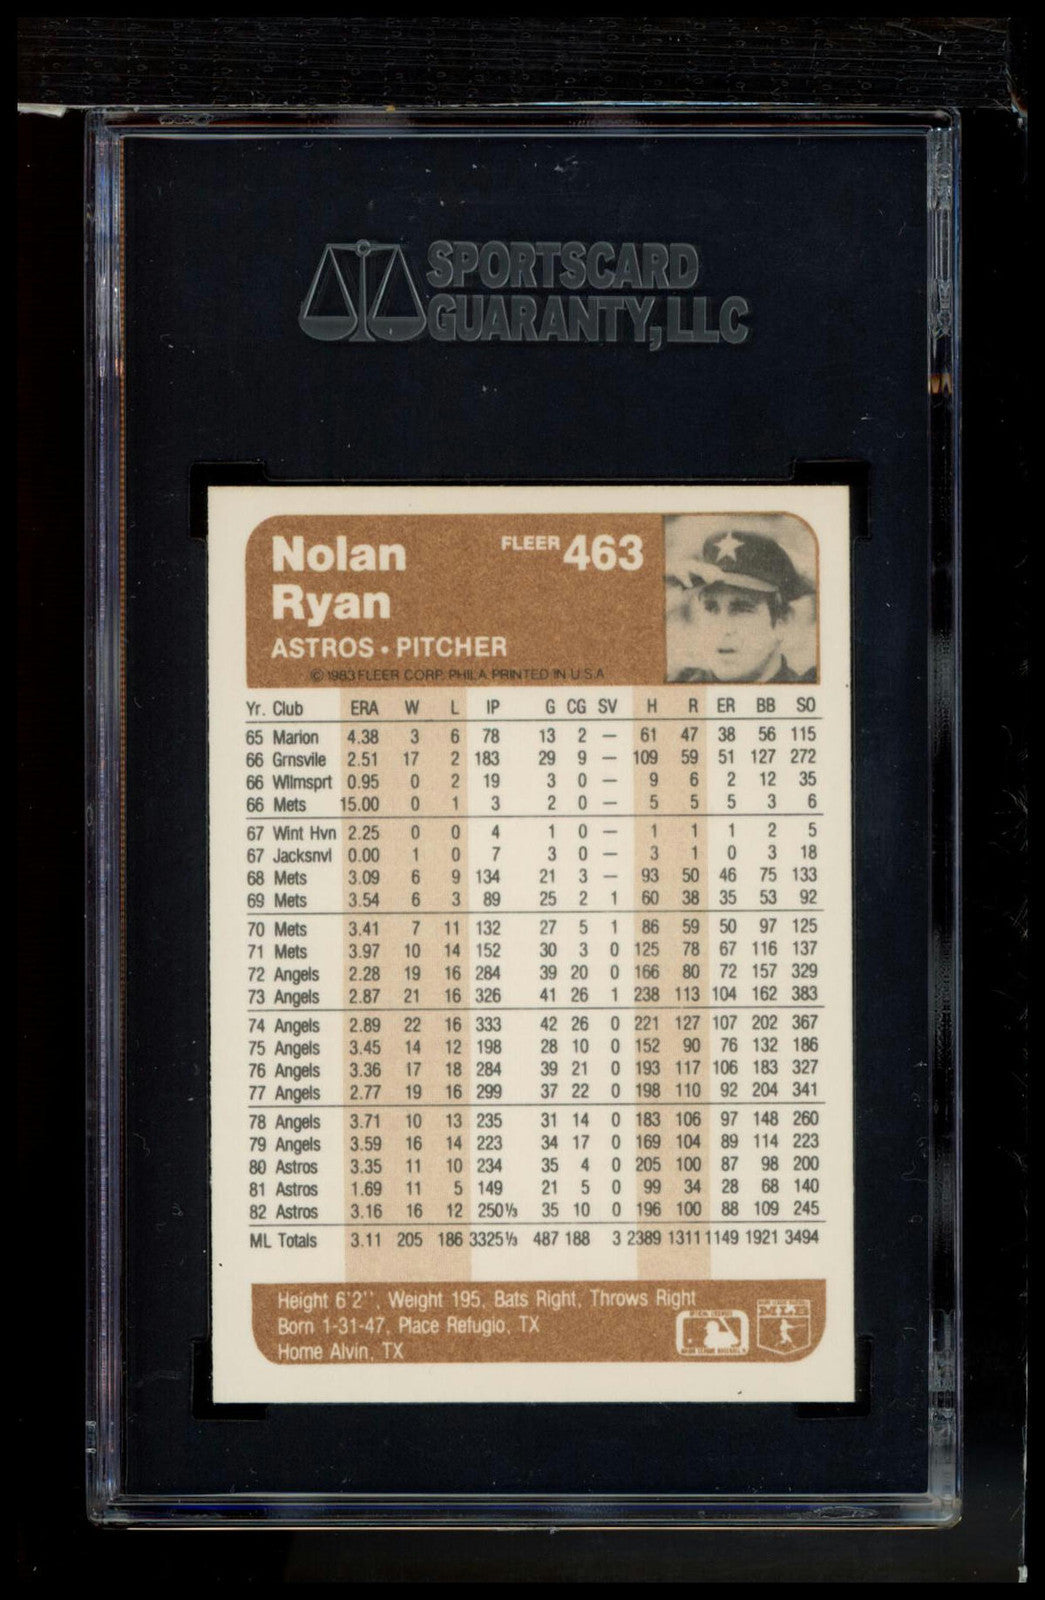 SPORTSCARD
GUARANTY, LLC
Nolan
Ryan
FLEER 463
ASTROS • PITCHER
© 1983 FLEER CORP. PHILA. PRINTED IN U.S.A
Yr. Club ERA W L IP G CG SV H R ER BB SO
65 Marion 4.38 3 6 78 13 2 — 61 47 38 56 115
66 Grnsvile 2.51 17 2 183 29 9 — 109 59 51 127 272
66 Wlmsprt 0.95 0 2 19 3 0 — 9 6 2 12 35
66 Mets 15.00 0 1 3 2 0 — 5 5 5 3 6
67 Wint Hvn 2.25 0 0 4 1 0 — 1 1 1 2 5
67 Jacksnvl 0.00 1 0 7 3 0 — 3 1 0 3 18
68 Mets 3.09 6 9 134 21 3 — 93 50 46 75 133
69 Mets 3.54 6 3 89 25 2 1 60 38 35 53 92
70 Mets 3.41 7 11 132 27 5 1 86 59 50 97 125
71 Mets 3.97 10 14 152 30 3 0 125 78 67 116 137
72 Angels 2.28 19 16 284 39 20 0 166 80 72 157 329
73 Angels 2.87 21 16 326 41 26 1 238 113 104 162 383
74 Angels 2.89 22 16 333 42 26 0 221 127 107 202 367
75 Angels 3.45 14 12 198 28 10 0 152 90 76 132 186
76 Angels 3.36 17 18 284 39 21 0 193 117 106 183 327
77 Angels 2.77 19 16 299 37 22 0 198 110 92 204 341
78 Angels 3.71 10 13 235 31 14 0 183 106 97 148 260
79 Angels 3.59 16 14 223 34 17 0 169 104 89 114 223
80 Astros 3.35 11 10 234 35 4 0 205 100 87 98 200
81 Astros 1.69 11 5 149 21 5 0 99 34 28 68 140
82 Astros 3.16 16 12 250⅓ 35 10 0 196 100 88 109 245
ML Totals 3.11 205 186 3325⅓ 487 188 3 2389 1311 1149 1921 3494
Height 6'2'', Weight 195, Bats Right, Throws Right
Born 1-31-47, Place Refugio, TX
Home Alvin, TX
MLB